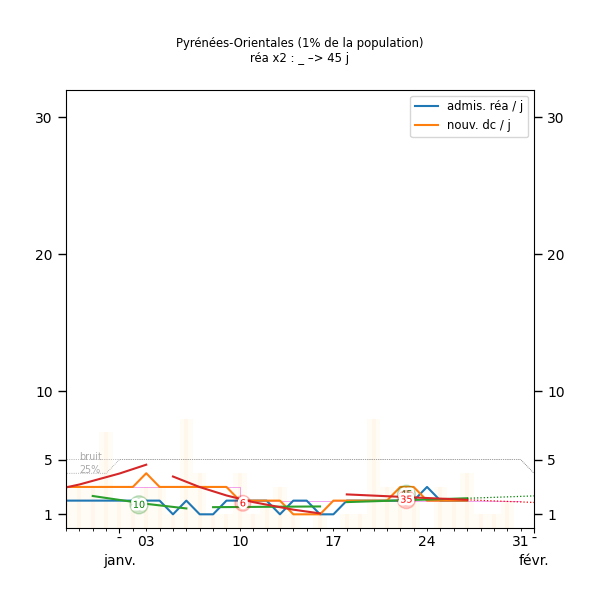 Pyrénées-Orientales (1% de la population)
réa x2 : _ –> 45 j
admis. réa / j
nouv. dc / j
30 30
20 20
10 10
5 5
1 1
bruit
25%
10
6
35
03 10 17 24 31
janv. févr.